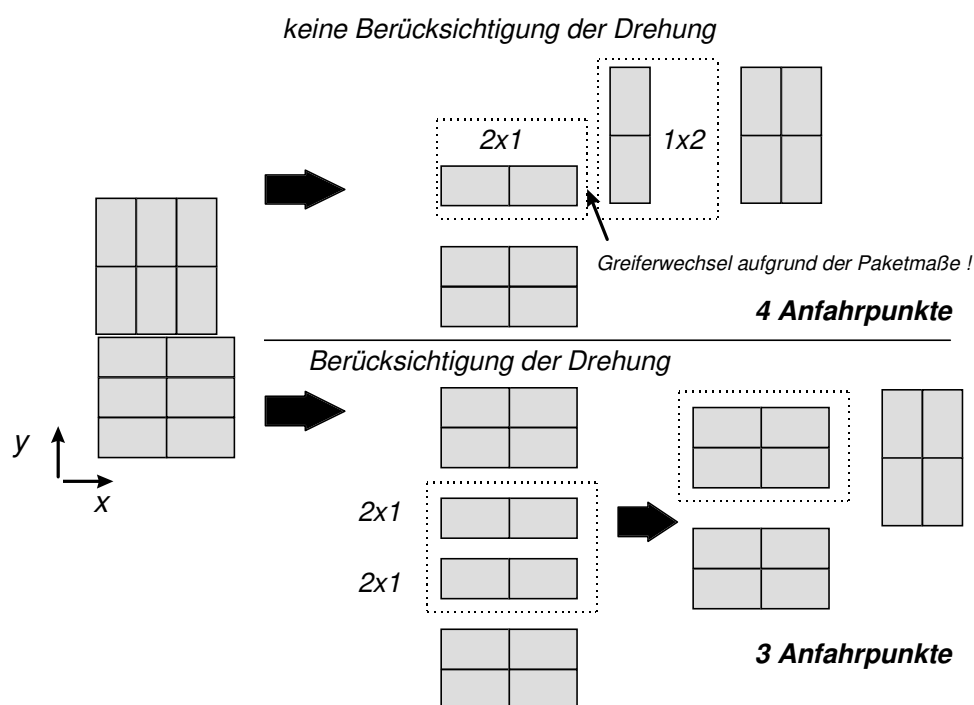 keine Berücksichtigung der Drehung
2x1
1x2
Greiferwechsel aufgrund der Paketmaße !
4 Anfahrpunkte
Berücksichtigung der Drehung
y
x
2x1
2x1
3 Anfahrpunkte